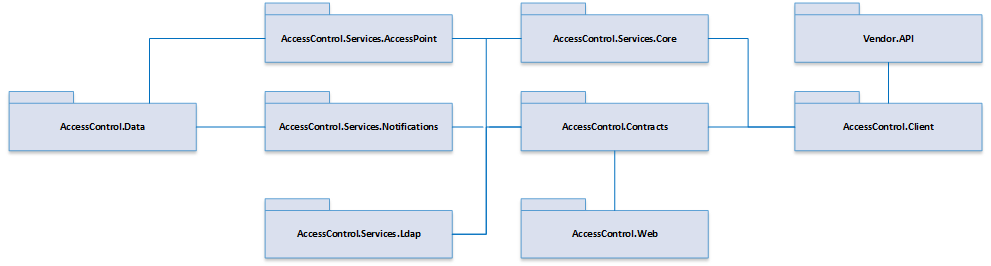 AccessControl.Services.AccessPoint
AccessControl.Services.Core
Vendor.API
AccessControl.Data
AccessControl.Services.Notifications
AccessControl.Contracts
AccessControl.Client
AccessControl.Services.Ldap
AccessControl.Web